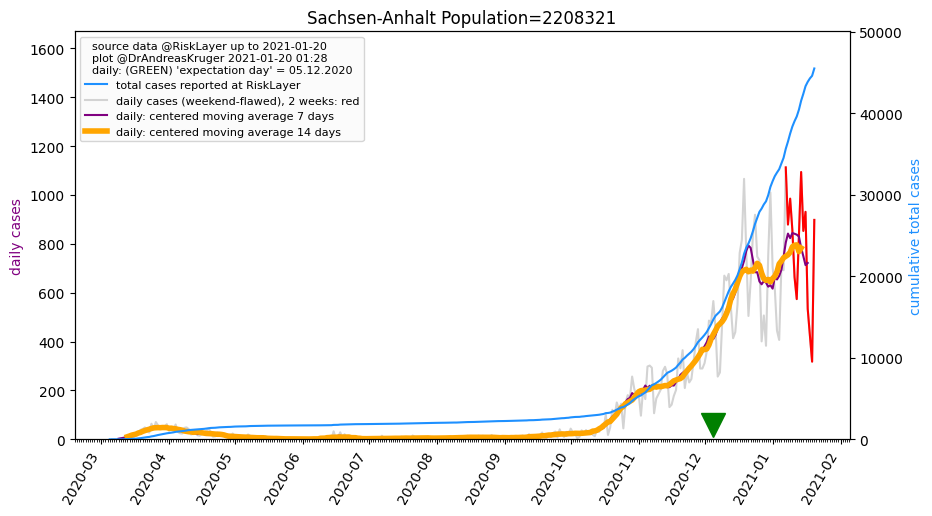 Sachsen-Anhalt Population=2208321
source data @RiskLayer up to 2021-01-20
plot @DrAndreasKruger 2021-01-20 01:28
daily: (GREEN) 'expectation day' = 05.12.2020
total cases reported at RiskLayer
daily cases (weekend-flawed), 2 weeks: red
daily: centered moving average 7 days
daily: centered moving average 14 days
daily cases
1600
1400
1200
1000
800
600
400
200
0
50000
40000
30000
20000
10000
0
cumulative total cases
2020-03
2020-04
2020-05
2020-06
2020-07
2020-08
2020-09
2020-10
2020-11
2020-12
2021-01
2021-02